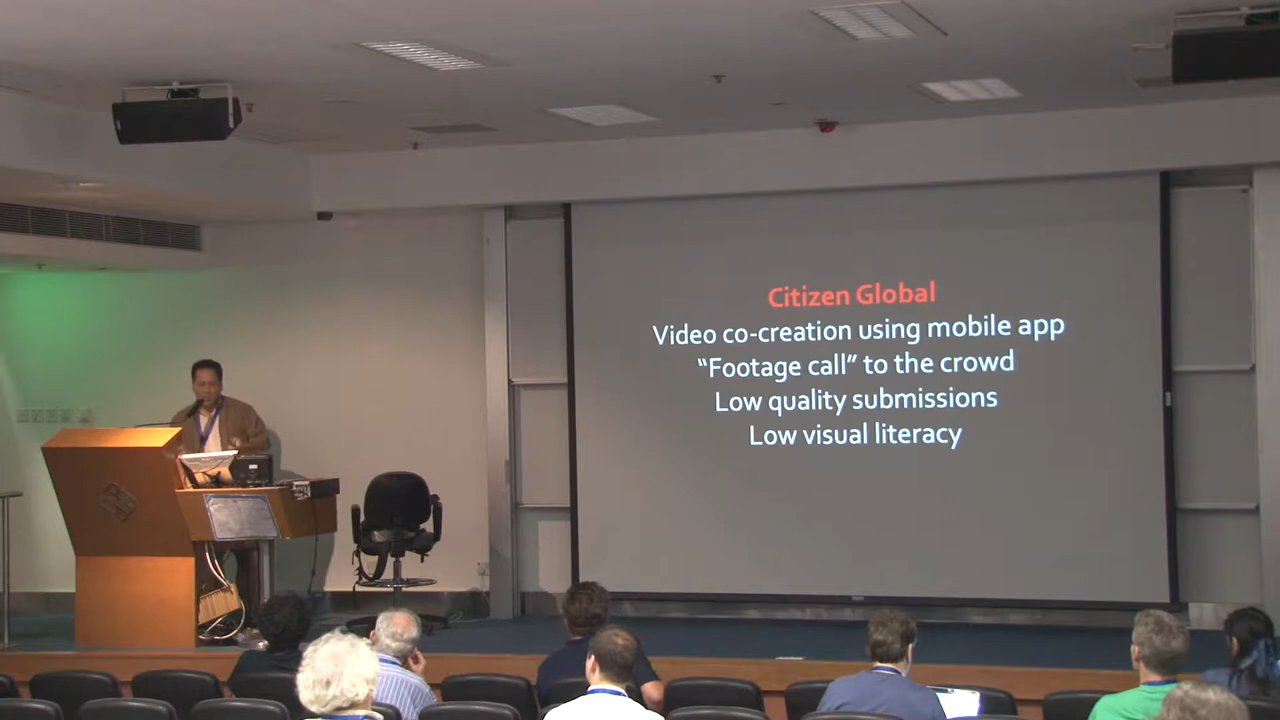 Citizen Global
Video co-creation using mobile app
“Footage call” to the crowd
Low quality submissions
Low visual literacy